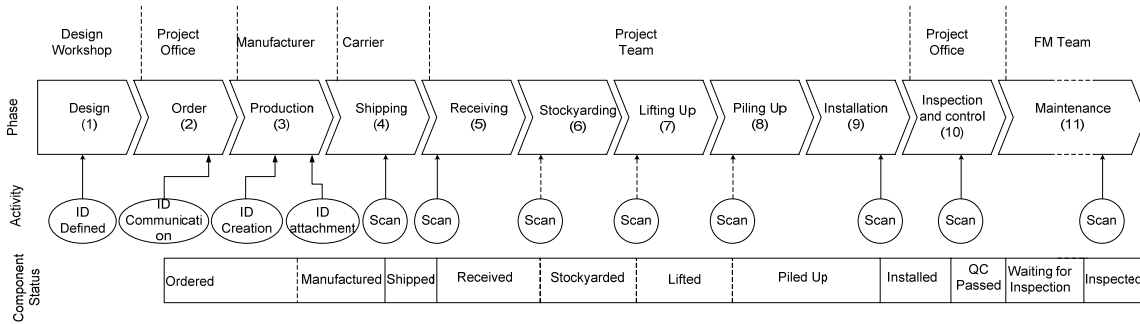 Design
Workshop
Project
Office
Manufacturer
Carrier
Project
Team
Project
Office
FM Team
Phase
Design
(1)
Order
(2)
Production
(3)
Shipping
(4)
Receiving
(5)
Stockyarding
(6)
Lifting Up
(7)
Piling Up
(8)
Installation
(9)
Inspection
and control
(10)
Maintenance
(11)
Activity
ID
Defined
ID
Communicati
on
ID
Creation
ID
attachment
Scan
Scan
Scan
Scan
Scan
Scan
Scan
Scan
Component
Status
Ordered
Manufactured
Shipped
Received
Stockyarded
Lifted
Piled Up
Installed
QC
Passed
Waiting for
Inspection
Inspected